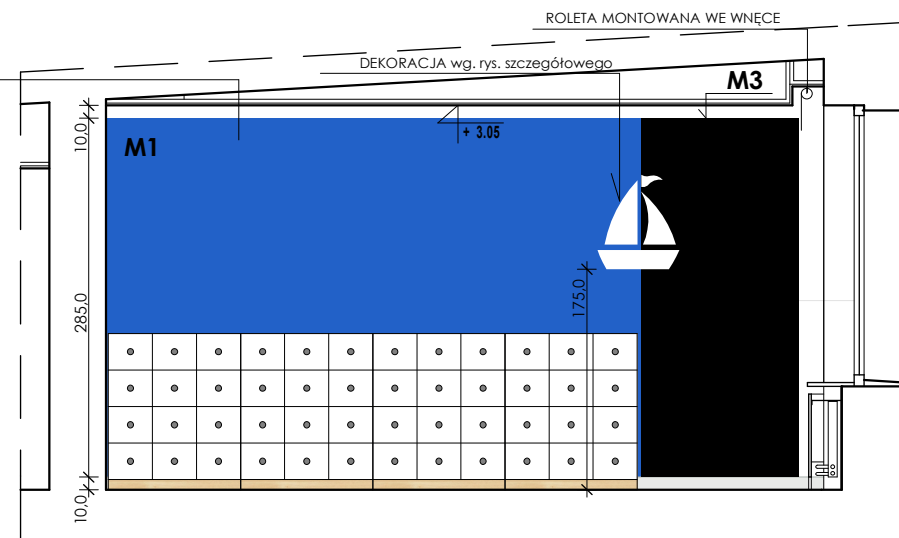 ROLETA MONTOWANA WE WNĘCE
DEKORACJA wg. rys. szczegółowego
M3
10,0
+ 3.05
M1
285,0
175,0
10,0